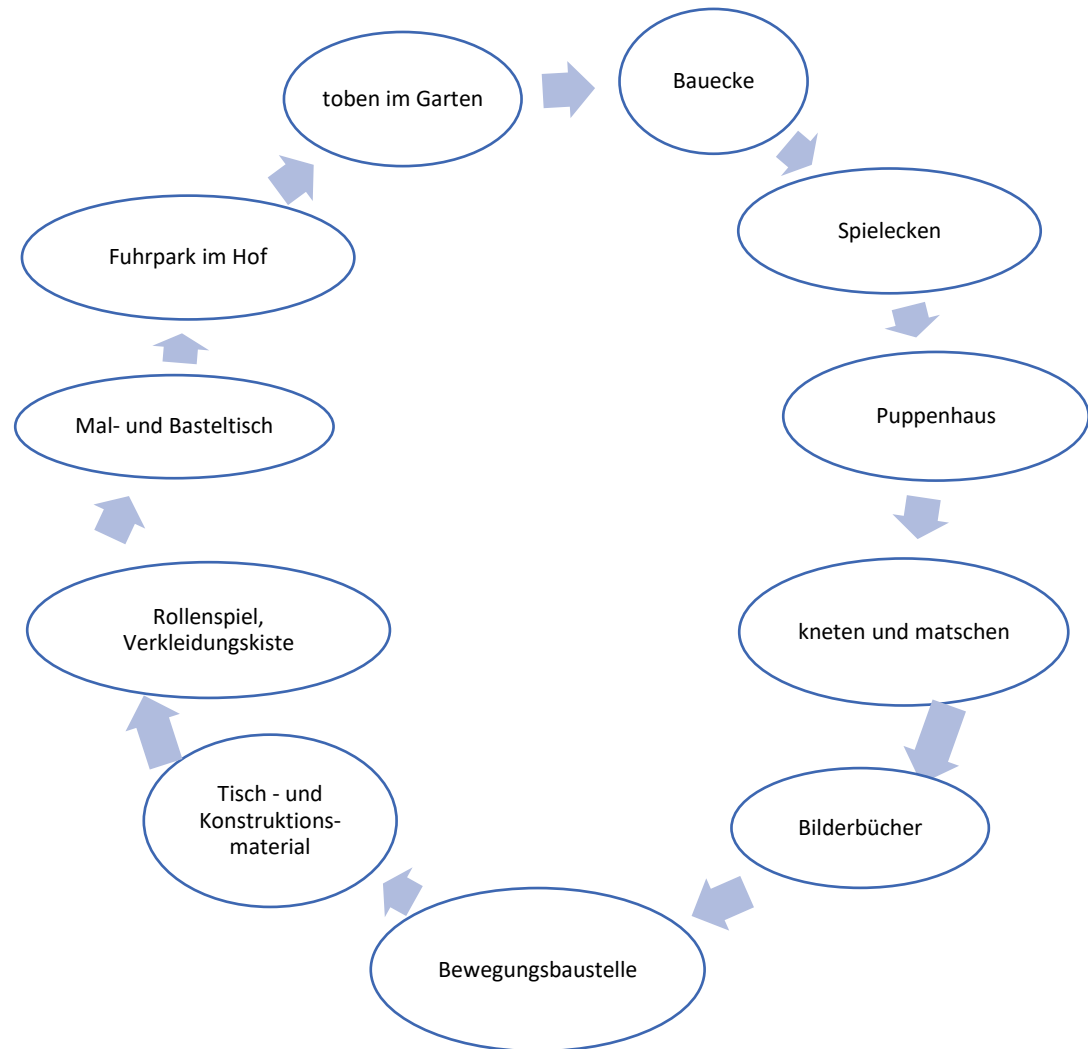 toben im Garten
Bauecke
Spielecken
Puppenhaus
kneten und matschen
Bilderbücher
Bewegungsbaustelle
Tisch - und
Konstruktions-
material
Rollenspiel,
Verkleidungskiste
Mal- und Basteltisch
Fuhrpark im Hof